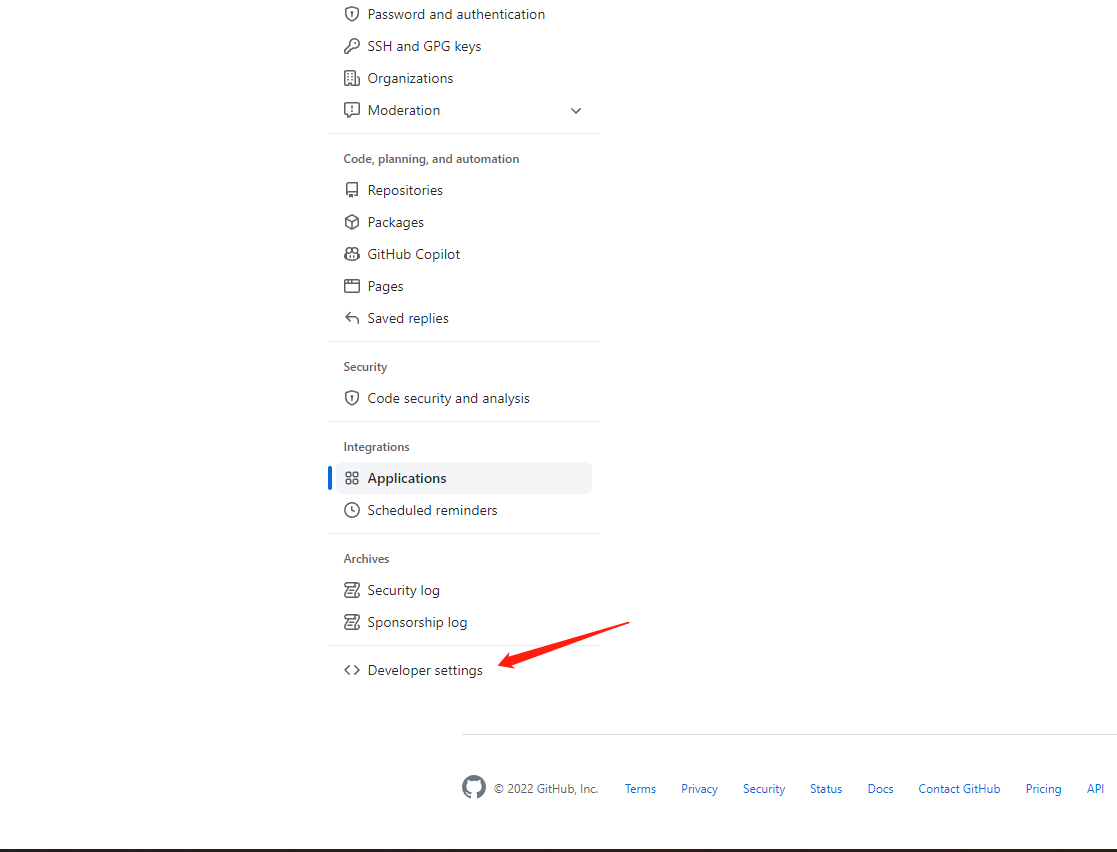 Password and authentication
SSH and GPG keys
Organizations
Moderation
Code, planning, and automation
Repositories
Packages
GitHub Copilot
Pages
Saved replies
Security
Code security and analysis
Integrations
Applications
Scheduled reminders
Archives
Security log
Sponsorship log
Developer settings
© 2022 GitHub, Inc. Terms Privacy Security Status Docs Contact GitHub Pricing API